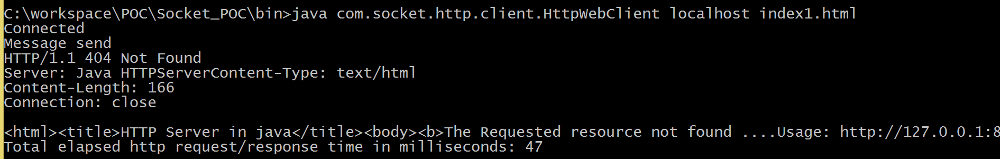 C:\workspace\POC\Socket_POC\bin>java com.socket.http.client.HttpWebClient localhost index1.html
Connected
Message send
HTTP/1.1 404 Not Found
Server: Java HTTPServerContent-Type: text/html
Content-Length: 166
Connection: close
<html><title>HTTP Server in java</title><body><b>The Requested resource not found ....Usage: http://127.0.0.1:8
Total elapsed http request/response time in milliseconds: 47